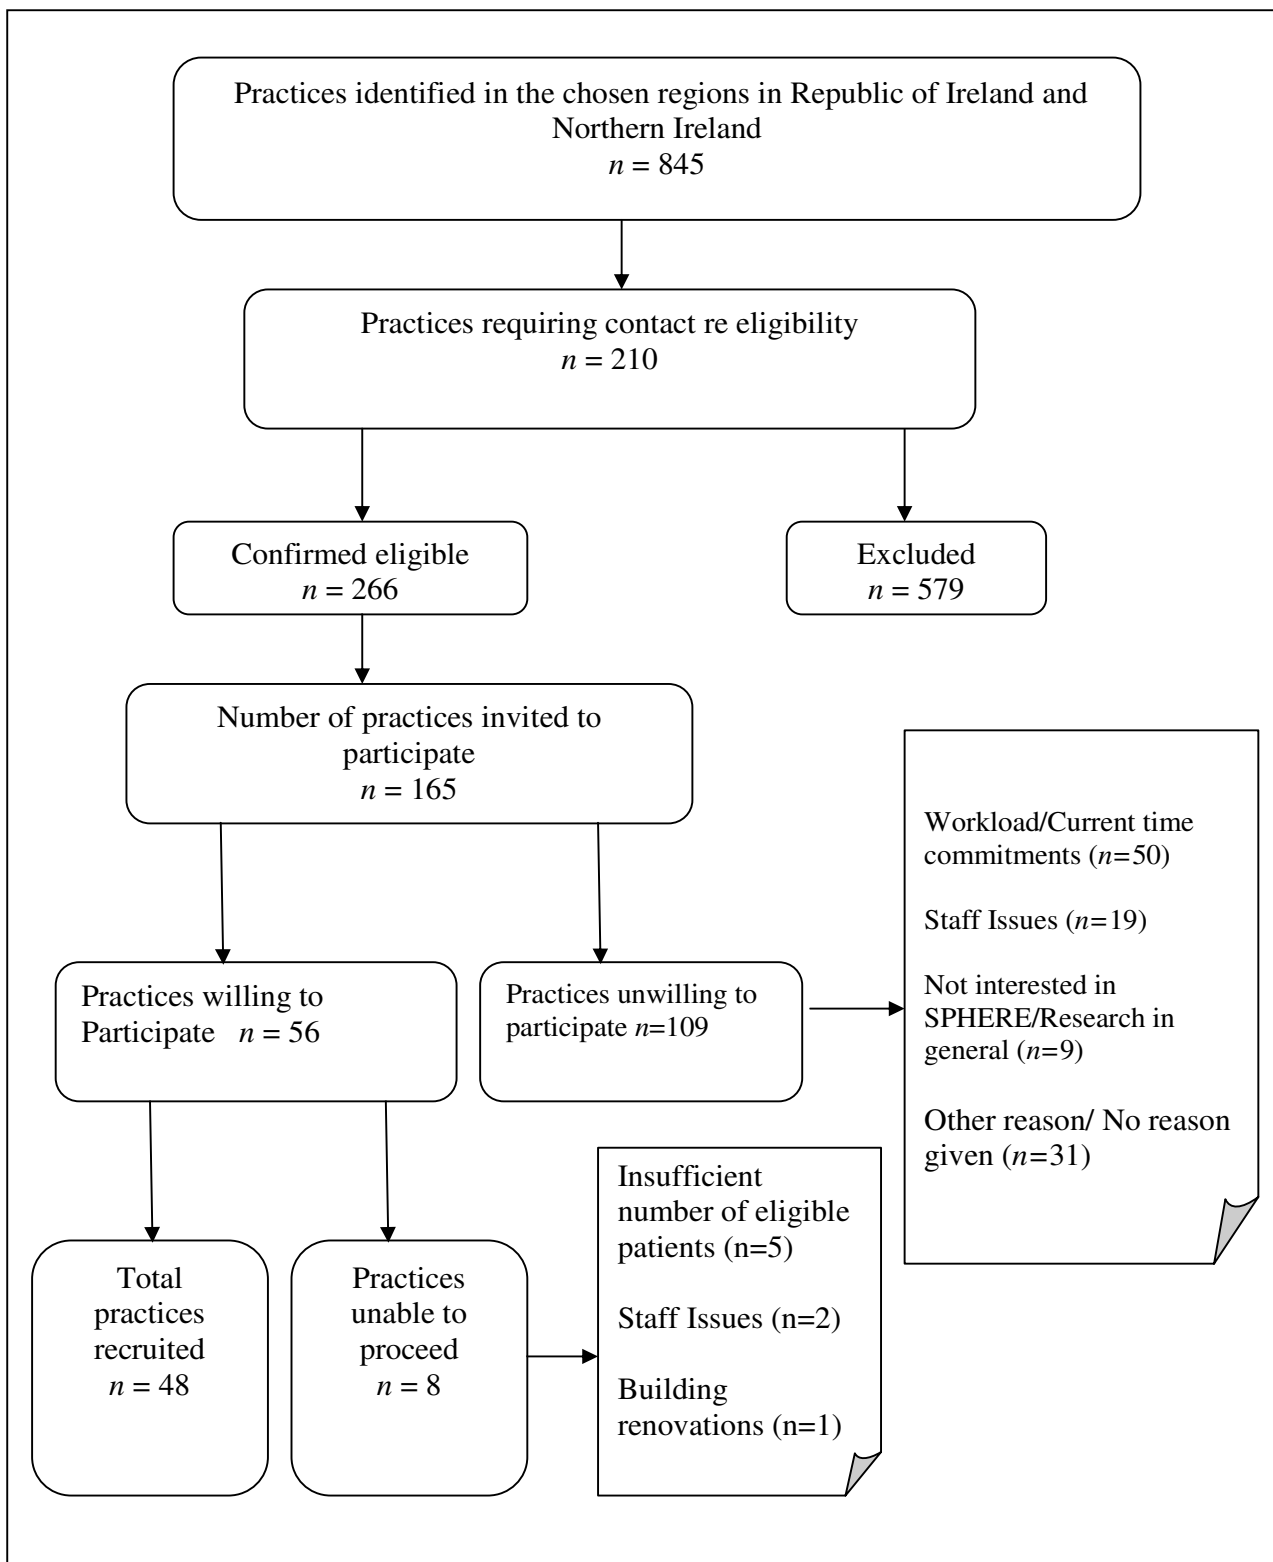 Practices identified in the chosen regions in Republic of Ireland and
Northern Ireland
n = 845
Practices requiring contact re eligibility
n = 210
Confirmed eligible
n = 266
Excluded
n = 579
Number of practices invited to
participate
n = 165
Workload/Current time
commitments (n=50)
Staff Issues (n=19)
Not interested in
SPHERE/Research in
general (n=9)
Other reason/ No reason
given (n=31)
Practices willing to
Participate n = 56
Practices unwilling to
participate n=109
Total
practices
recruited
n = 48
Practices
unable to
proceed
n = 8
Insufficient
number of eligible
patients (n=5)
Staff Issues (n=2)
Building
renovations (n=1)